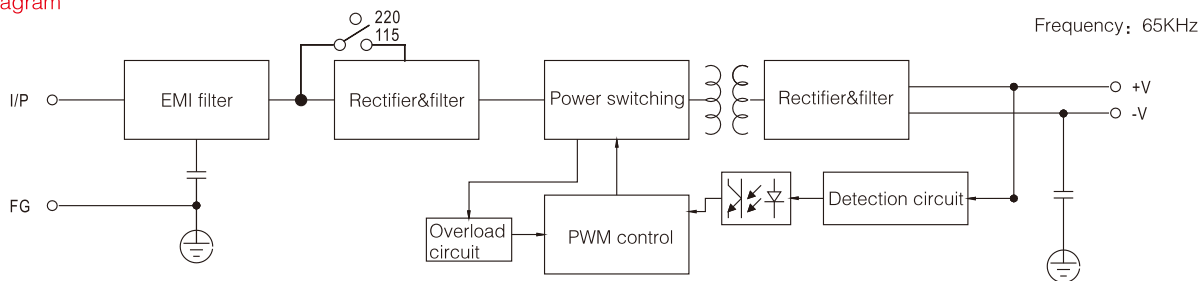 agram
Frequency: 65KHz
220
115
I/P
EMI filter
Rectifier&filter
Power switching
Rectifier&filter
+V
-V
FG
Overload
circuit
PWM control
Detection circuit